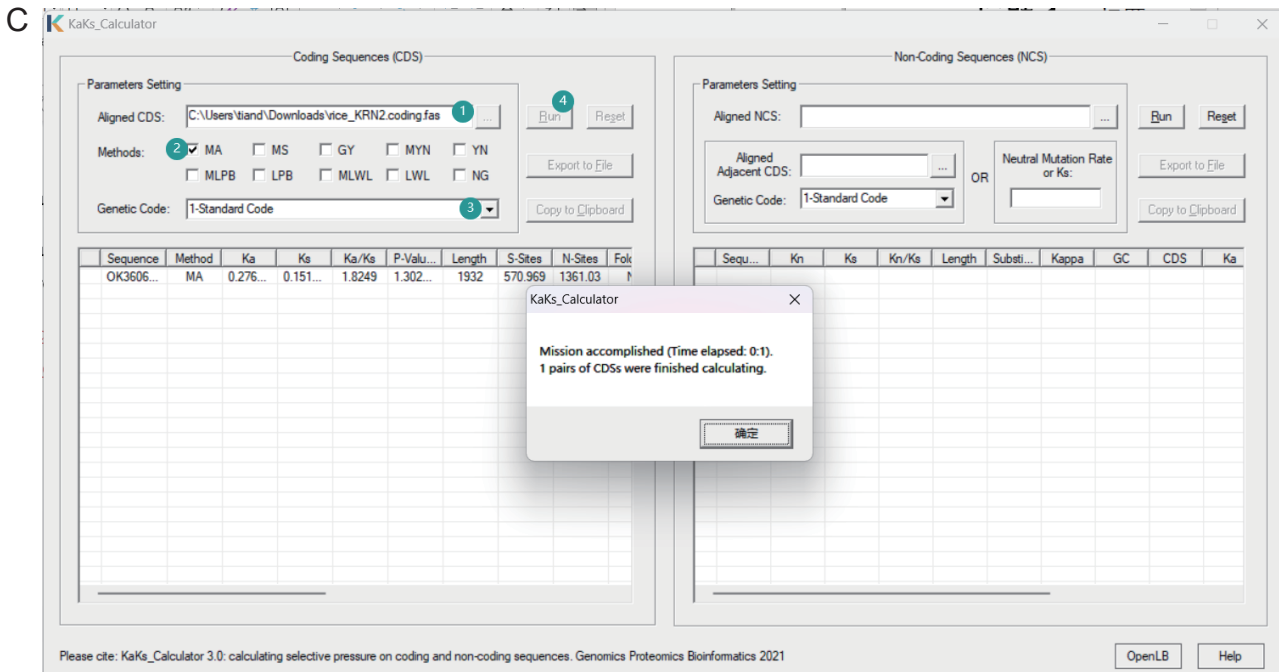 C
KaKs_Calculator
Coding Sequences (CDS)
Parameters Setting
Aligned CDS: C:\Users\tiand\Downloads\rice_KRN2.coding.fas 1 ... 4 Run Reset
Methods: 2 MA MS GY MYN YN
MLPB LPB MLWL LWL NG
Export to File
Genetic Code: 1-Standard Code 3 Copy to Clipboard
Sequence Method Ka Ks Ka/Ks P-Valu... Length S-Sites N-Sites Fold
OK3606... MA 0.276... 0.151... 1.8249 1.302... 1932 570.969 1361.03
Non-Coding Sequences (NCS)
Parameters Setting
Aligned NCS: ... Run Reset
Aligned
Adjacent CDS: ...
OR
Neutral Mutation Rate
or Ks:
Export to File
Genetic Code: 1-Standard Code
Copy to Clipboard
Sequ... Kn Ks Kn/Ks Length Substi... Kappa GC CDS Ka
KaKs_Calculator
Mission accomplished (Time elapsed: 0:1).
1 pairs of CDSs were finished calculating.
确定
Please cite: KaKs_Calculator 3.0: calculating selective pressure on coding and non-coding sequences. Genomics Proteomics Bioinformatics 2021
OpenLB Help